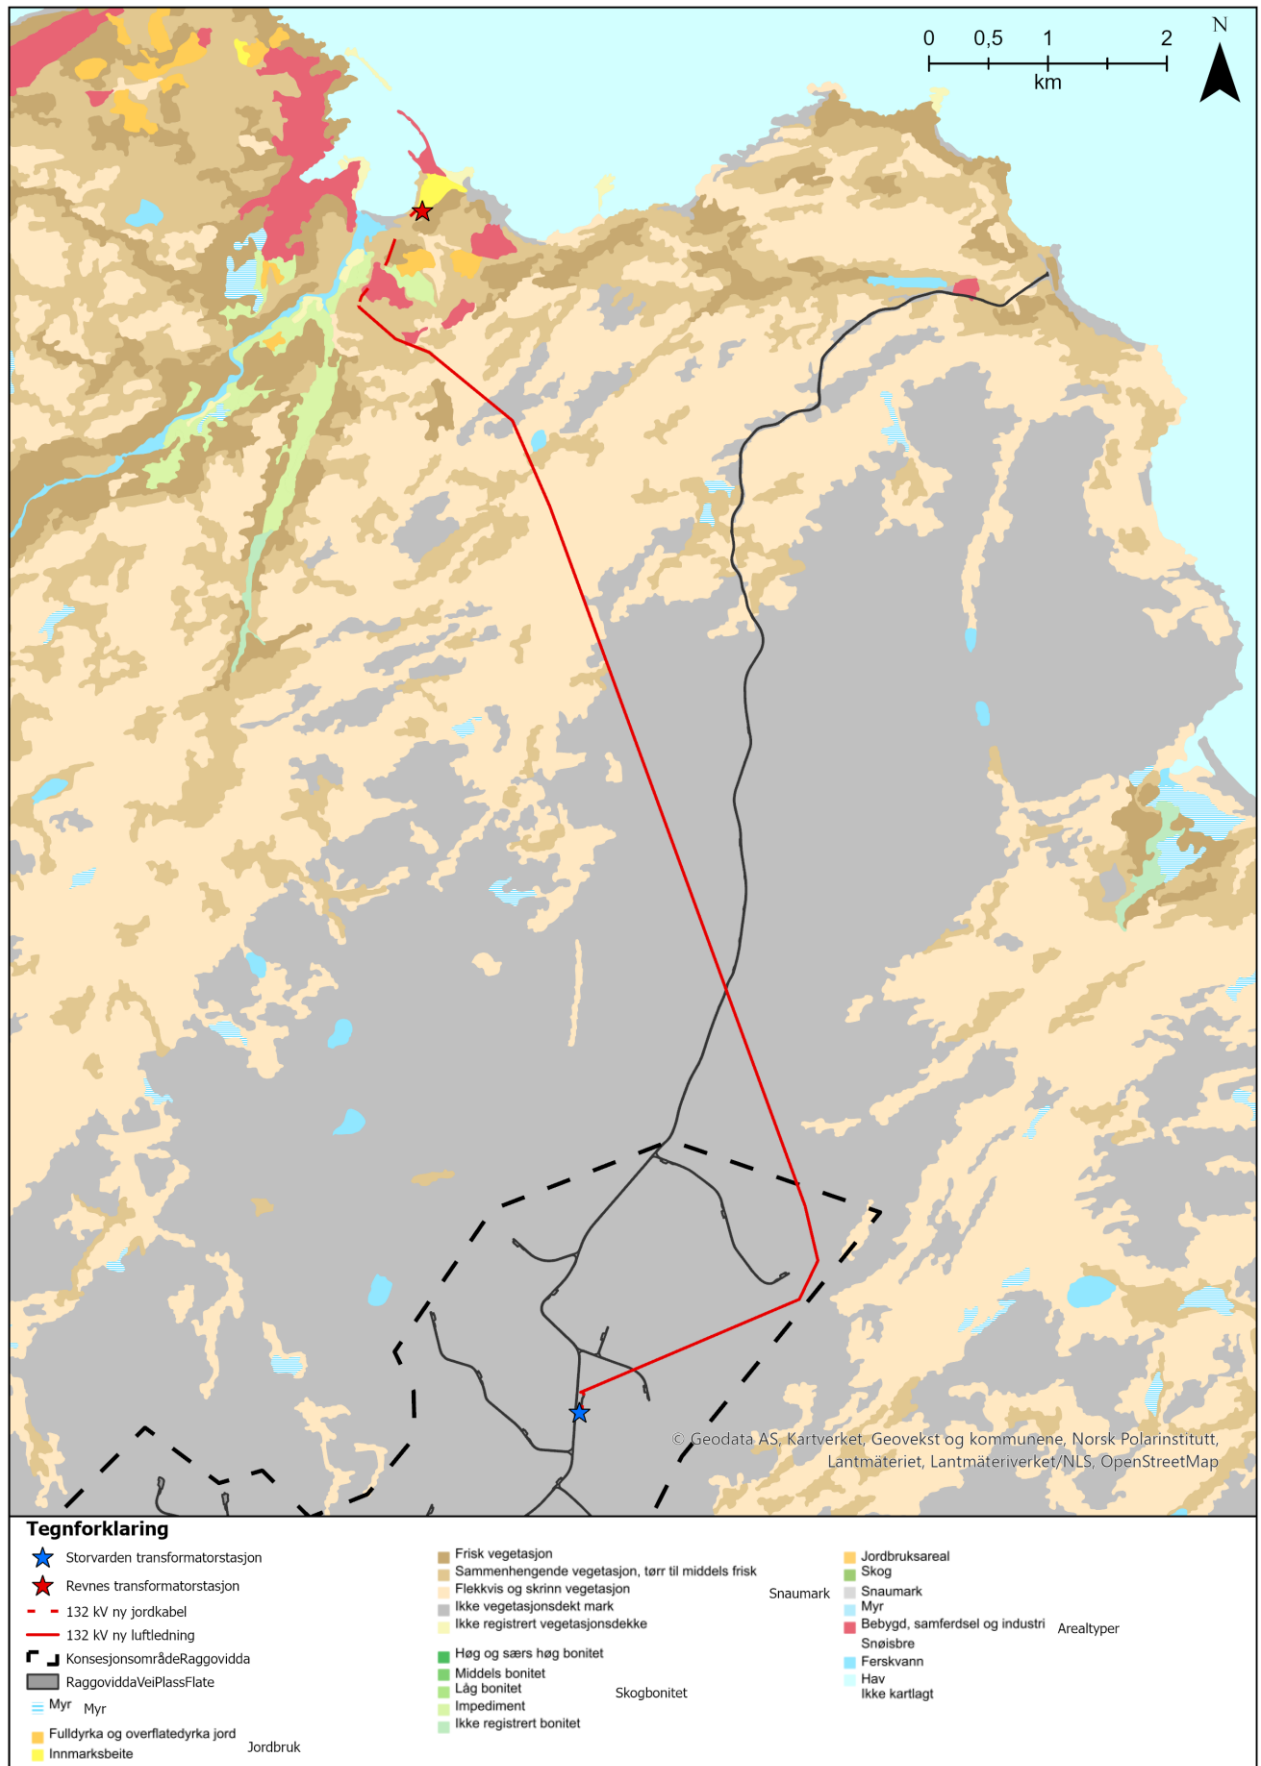 0 0,5 1 2
km
N
© Geodata AS, Kartverket, Geovekst og kommunene, Norsk Polarinstitutt,
Lantmäteriet, Lantmäteriverket/NLS, OpenStreetMap
Tegnforklaring
Storvarden transformatorstasjon
Revnes transformatorstasjon
132 kV ny jordkabel
132 kV ny luftledning
KonsesjonsområdeRaggovidda
RaggoviddaVeiPlassFlate
Myr Myr
Fulldyrka og overflatedyrka jord
Innmarksbeite
Jordbruk
Frisk vegetasjon
Sammenhengende vegetasjon, tørr til middels frisk
Flekkvis og skrinn vegetasjon
Ikke vegetasjonsdekt mark
Ikke registrert vegetasjonsdekke
Snaumark
Høg og særs høg bonitet
Middels bonitet
Låg bonitet
Impediment
Ikke registrert bonitet
Skogbonitet
Jordbruksareal
Skog
Snaumark
Myr
Bebygd, samferdsel og industri
Snøisbre
Ferskvann
Hav
Ikke kartlagt
Arealtyper